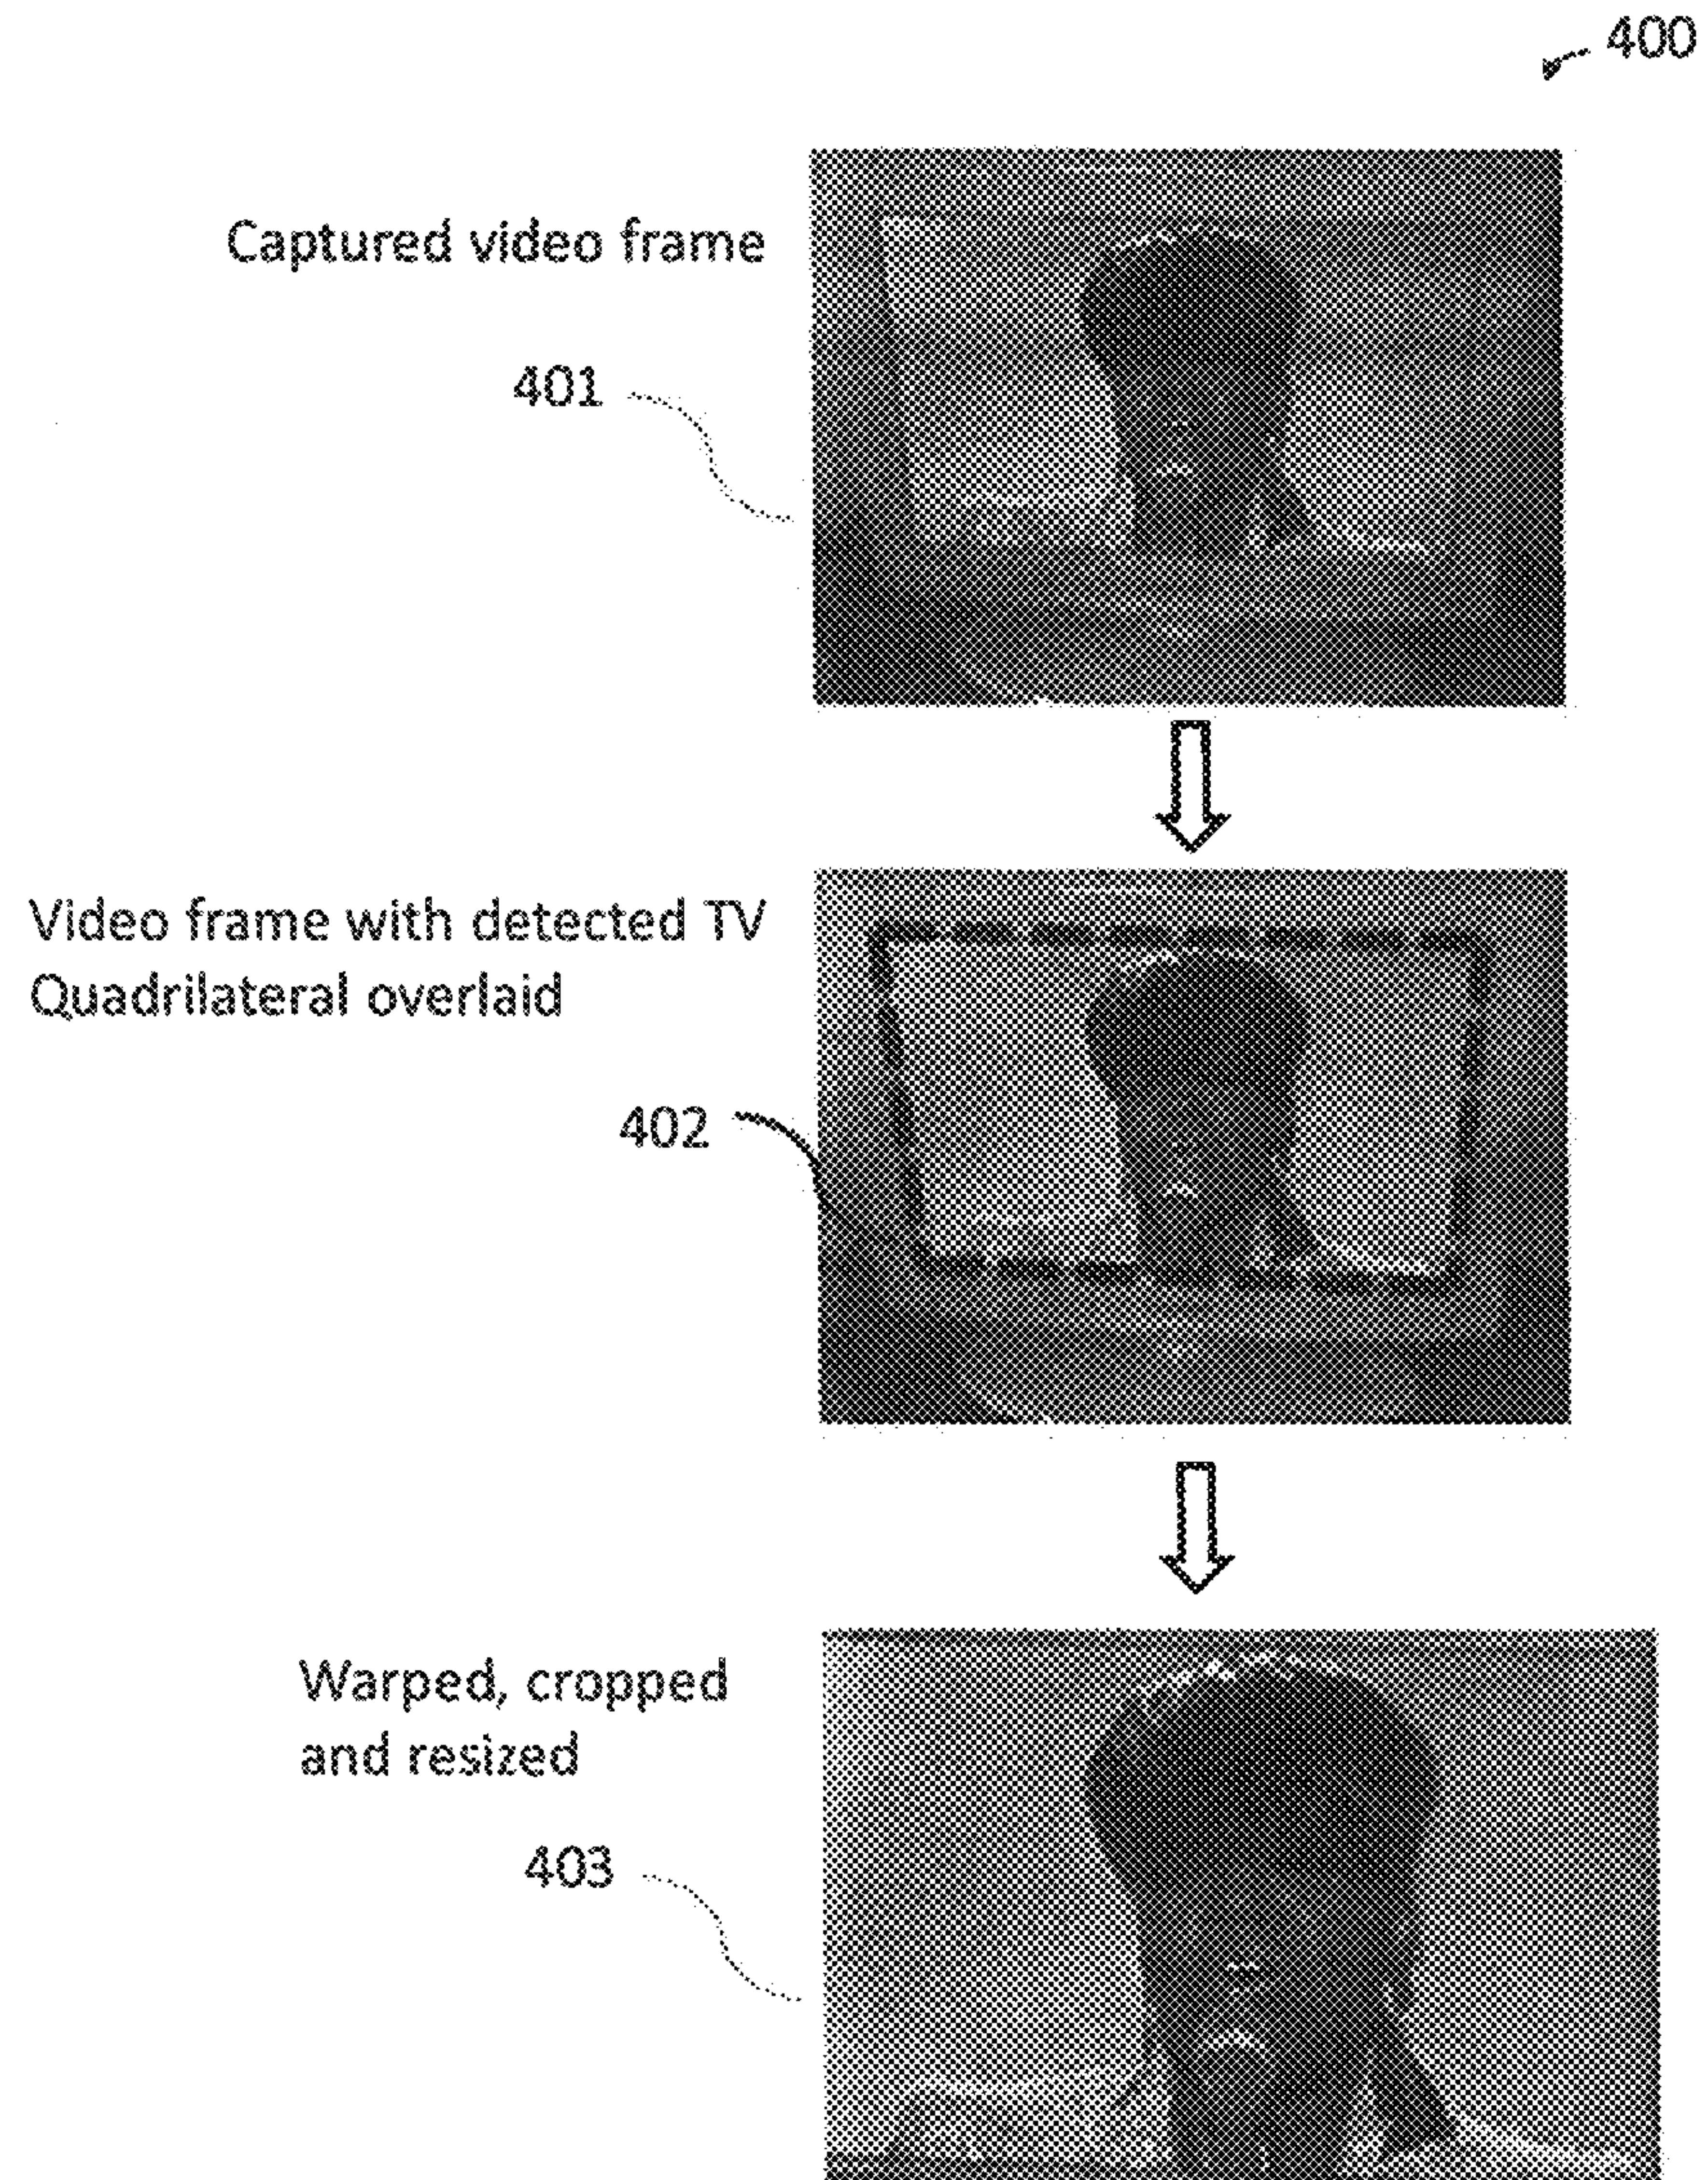 400
Captured video frame
401
Video frame with detected TV
Quadrilateral overlaid
402
Warped, cropped
and resized
403